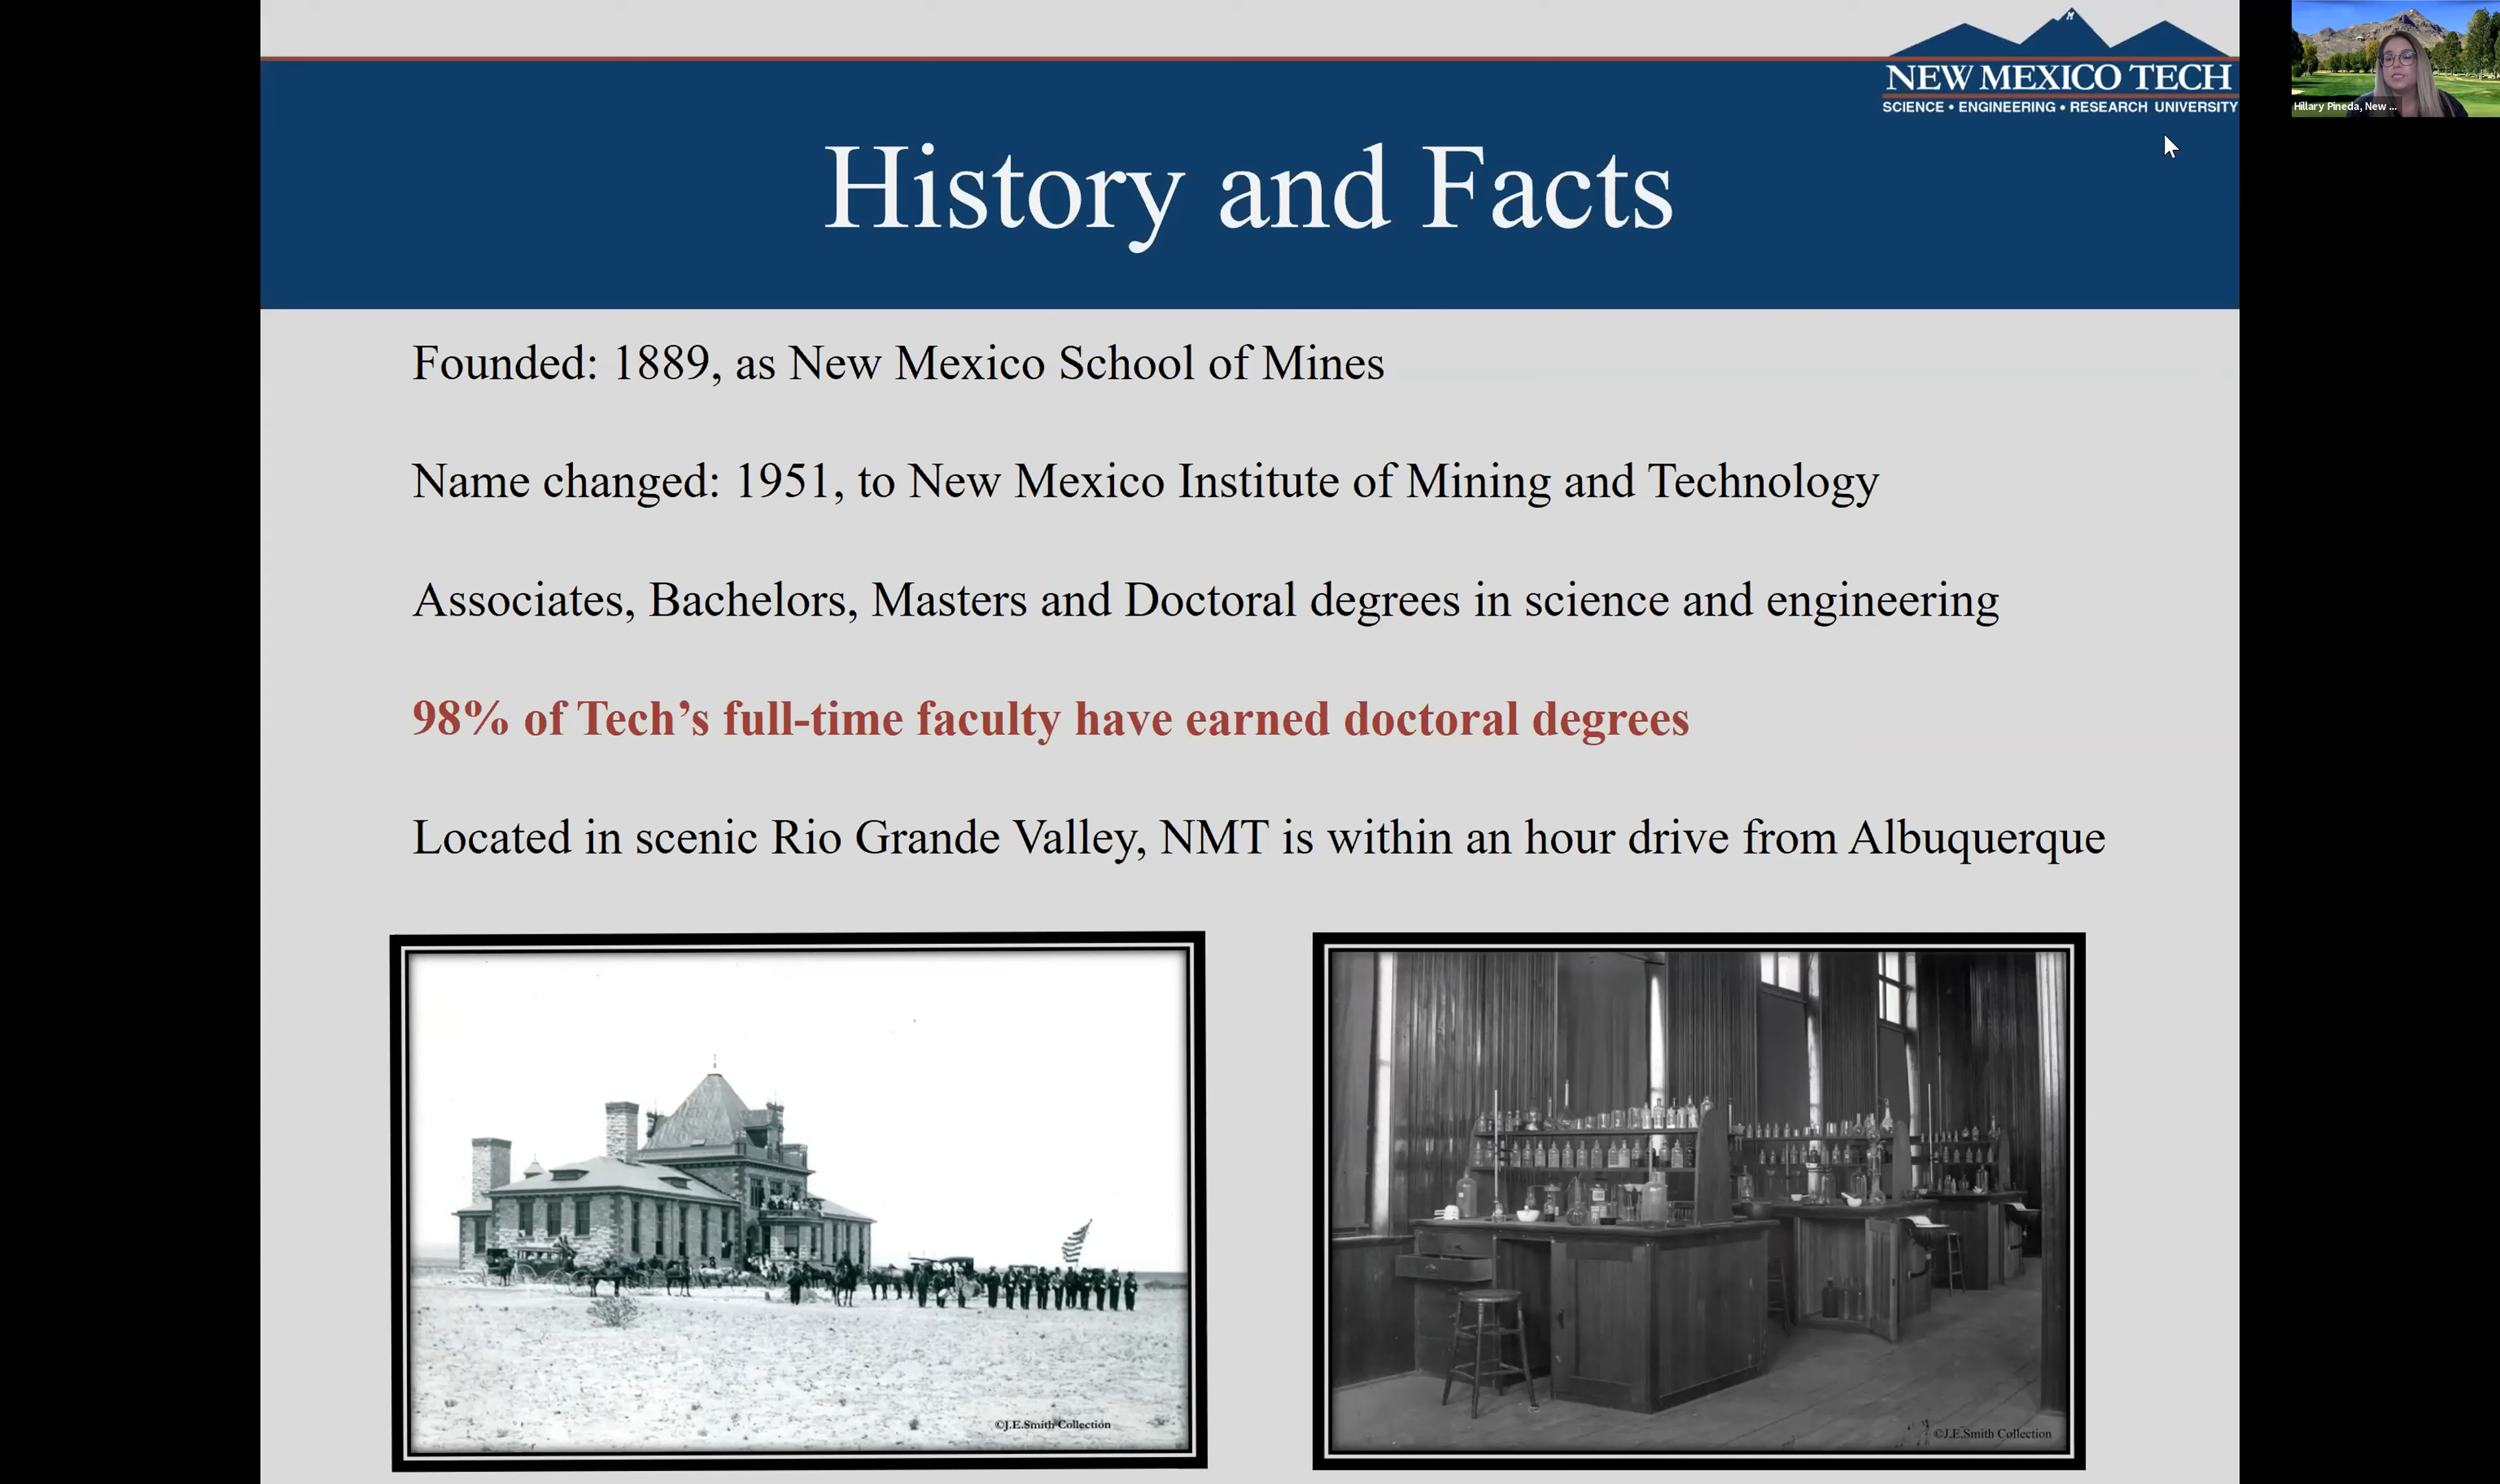 NEW MEXICO TECH
SCIENCE • ENGINEERING • RESEARCH UNIVERSITY
Hillary Pineda, New ...
History and Facts
Founded: 1889, as New Mexico School of Mines
Name changed: 1951, to New Mexico Institute of Mining and Technology
Associates, Bachelors, Masters and Doctoral degrees in science and engineering
98% of Tech’s full-time faculty have earned doctoral degrees
Located in scenic Rio Grande Valley, NMT is within an hour drive from Albuquerque
©J.E.Smith Collection
©J.E.Smith Collection